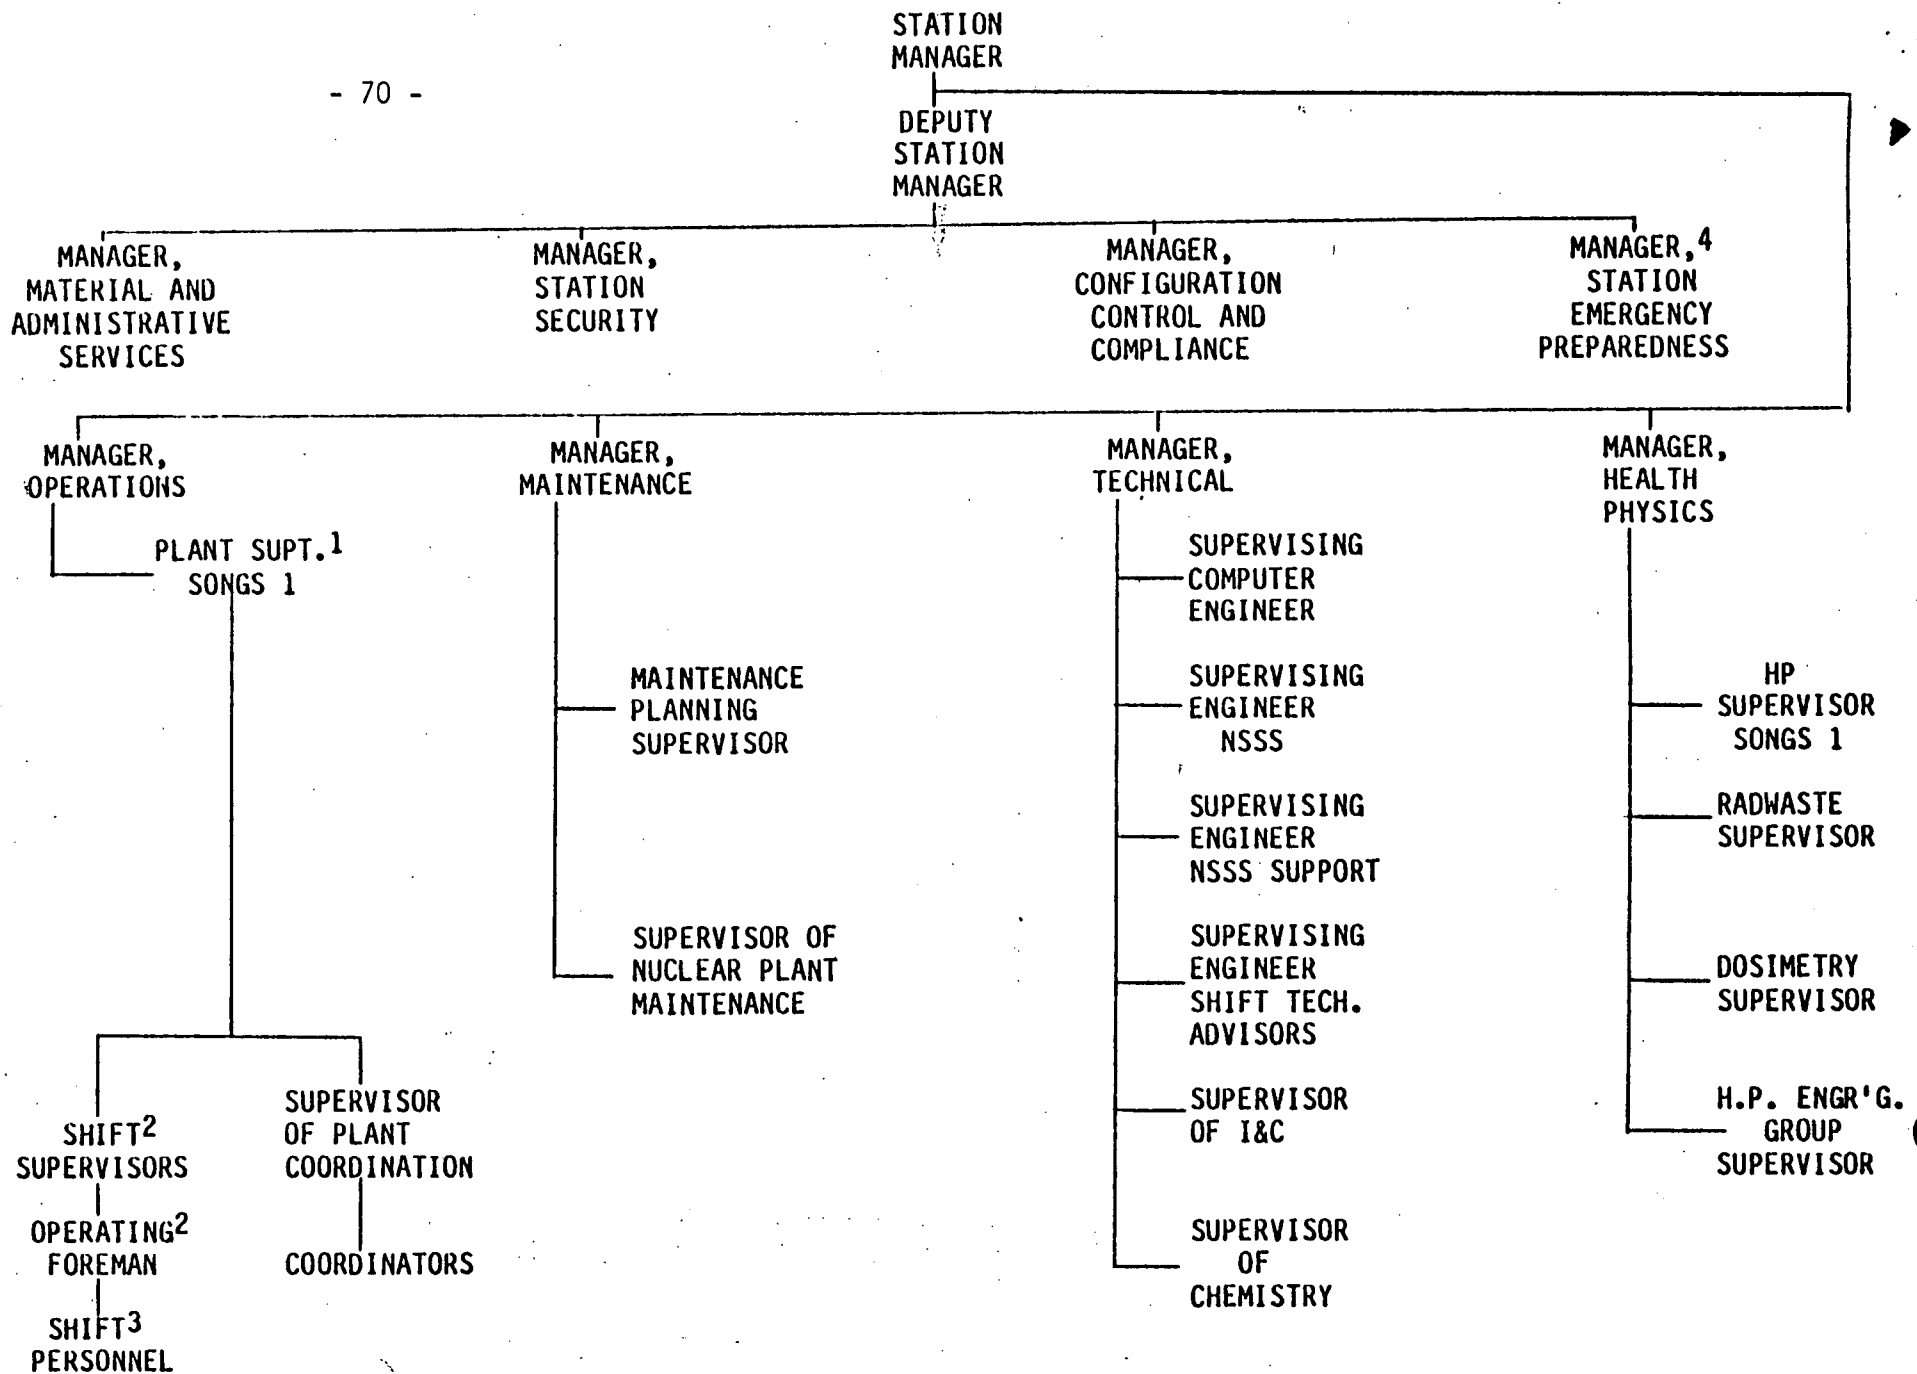 - 70 -
STATION
MANAGER
DEPUTY
STATION
MANAGER
MANAGER,
MATERIAL AND
ADMINISTRATIVE
SERVICES
MANAGER,
STATION
SECURITY
MANAGER,
CONFIGURATION
CONTROL AND
COMPLIANCE
MANAGER,4
STATION
EMERGENCY
PREPAREDNESS
MANAGER,
OPERATIONS
PLANT SUPT.1
SONGS 1
SHIFT2
SUPERVISORS
OPERATING2
FOREMAN
SHIFT3
PERSONNEL
SUPERVISOR
OF PLANT
COORDINATION
COORDINATORS
MANAGER,
MAINTENANCE
MAINTENANCE
PLANNING
SUPERVISOR
SUPERVISOR OF
NUCLEAR PLANT
MAINTENANCE
MANAGER,
TECHNICAL
SUPERVISING
COMPUTER
ENGINEER
SUPERVISING
ENGINEER
NSSS
SUPERVISING
ENGINEER
NSSS SUPPORT
SUPERVISING
ENGINEER
SHIFT TECH.
ADVISORS
SUPERVISOR
OF I&C
SUPERVISOR
OF
CHEMISTRY
MANAGER,
HEALTH
PHYSICS
HP
SUPERVISOR
SONGS 1
RADWASTE
SUPERVISOR
DOSIMETRY
SUPERVISOR
H.P. ENGR'G.
GROUP
SUPERVISOR